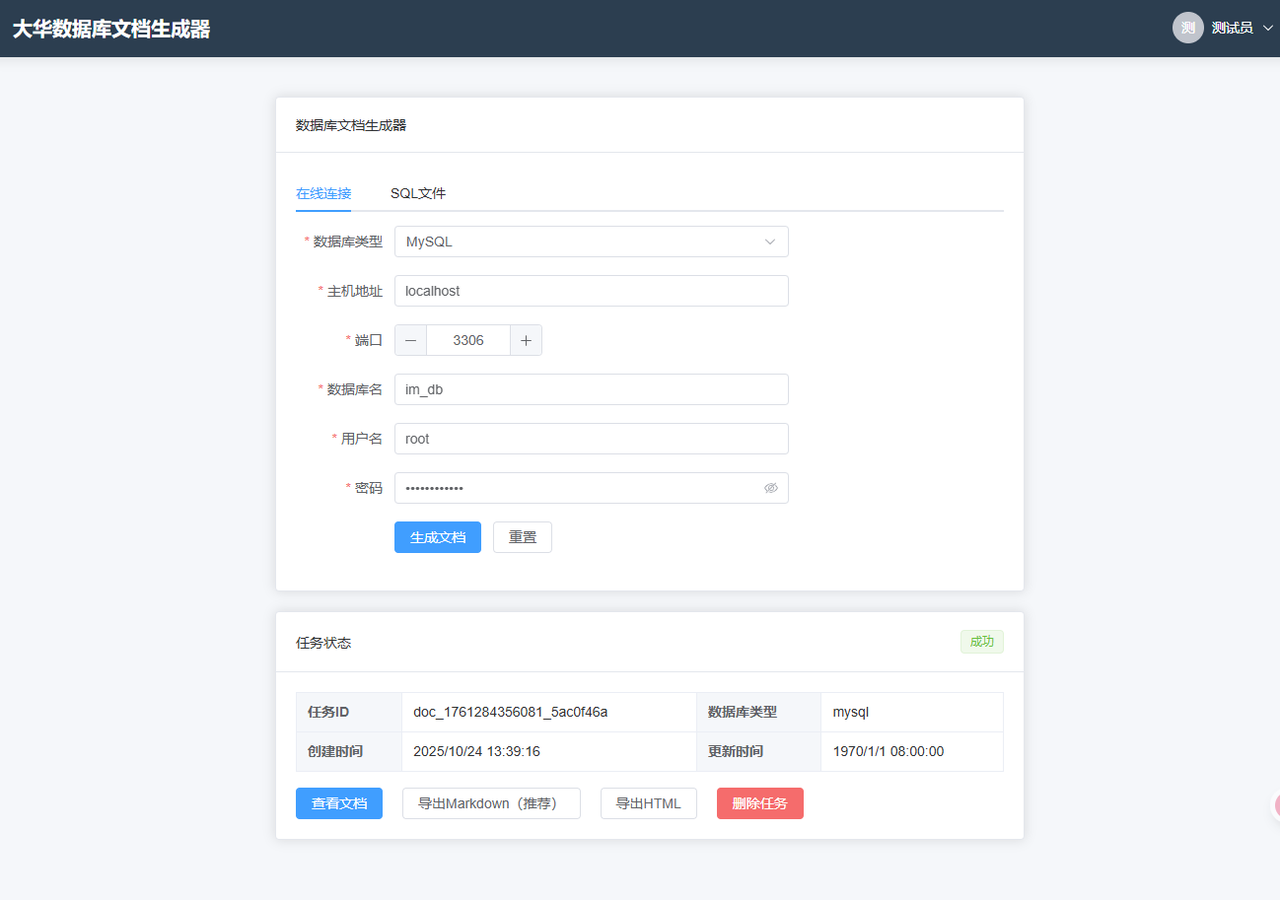 大华数据库文档生成器
测 测试员
数据库文档生成器
在线连接 SQL文件
* 数据库类型 MySQL
* 主机地址 localhost
* 端口 3306
* 数据库名 im_db
* 用户名 root
* 密码 ••••••••••••
生成文档 重置
任务状态 成功
任务ID doc_1761284356081_5ac0f46a 数据库类型 mysql
创建时间 2025/10/24 13:39:16 更新时间 1970/1/1 08:00:00
查看文档 导出Markdown（推荐） 导出HTML 删除任务